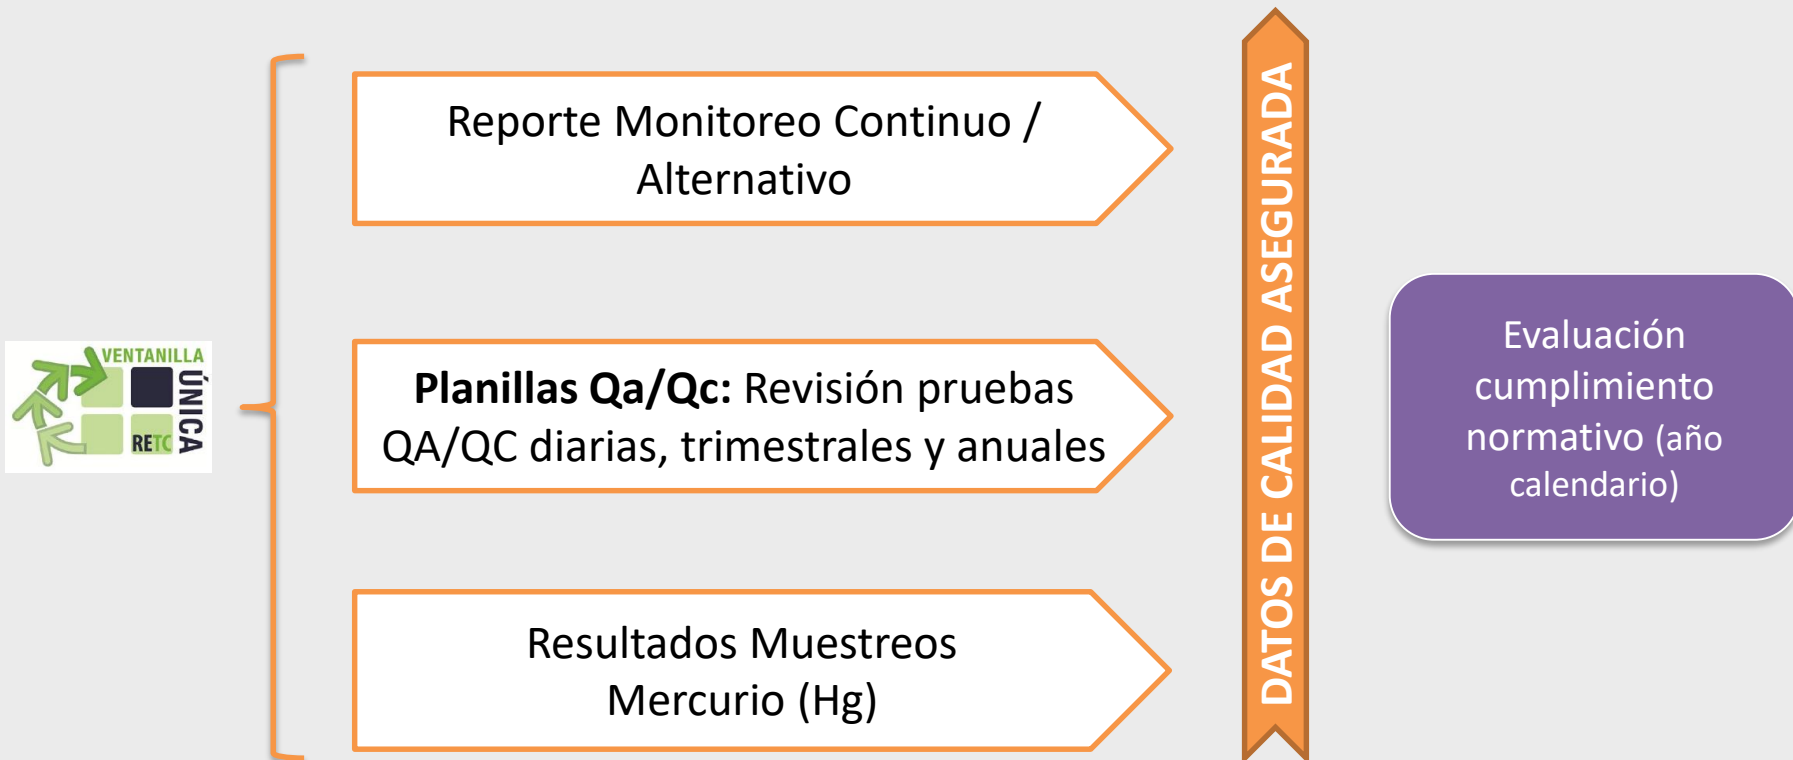 VENTANILLA
ÚNICA
RETC
Reporte Monitoreo Continuo /
Alternativo
Planillas Qa/Qc: Revisión pruebas
QA/QC diarias, trimestrales y anuales
Resultados Muestreos
Mercurio (Hg)
DATOS DE CALIDAD ASEGURADA
Evaluación
cumplimiento
normativo (año
calendario)